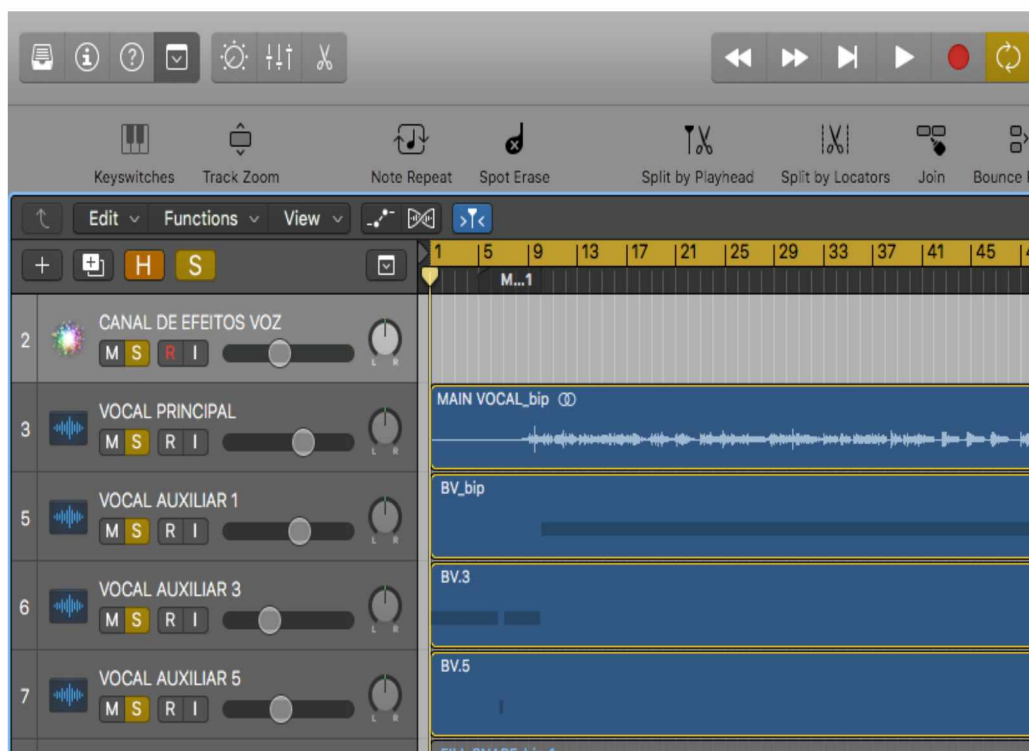 Keyswitches Track Zoom Note Repeat Spot Erase Split by Playhead Split by Locators Join Bounce
Edit Functions View
H S 1 5 9 13 17 21 25 29 33 37 41 45
M...1
2 CANAL DE EFEITOS VOZ
M S R I
L R
3 VOCAL PRINCIPAL
M S R I
L R
MAIN VOCAL_bip
5 VOCAL AUXILIAR 1
M S R I
L R
BV_bip
6 VOCAL AUXILIAR 3
M S R I
L R
BV.3
7 VOCAL AUXILIAR 5
M S R I
L R
BV.5